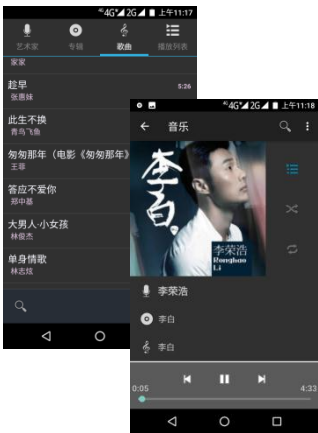 4G 2G 上午11:17
艺术家 专辑 歌曲 播放列表
家家
趁早
张惠妹
5:26
此生不换
青鸟飞鱼
匆匆那年（电影《匆匆那年》
王菲
答应不爱你
郑中基
大男人·小女孩
林俊杰
单身情歌
林志炫
4G 2G 上午11:18
音乐
李白
李荣浩
Ronghao
Li
李荣浩
李白
李白
0:05 4:33